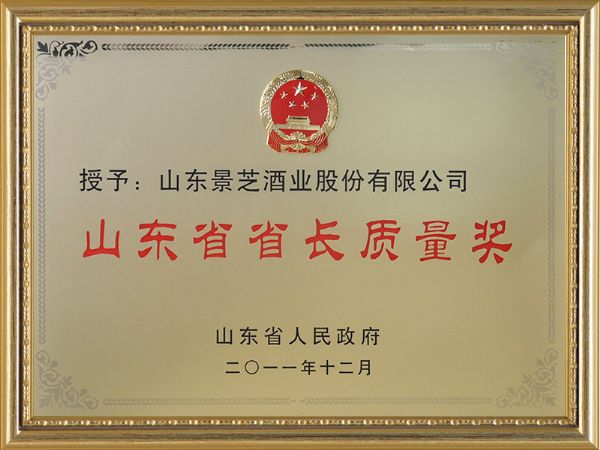 授予：山东景芝酒业股份有限公司
山东省省长质量奖
山东省人民政府
二〇一一年十二月